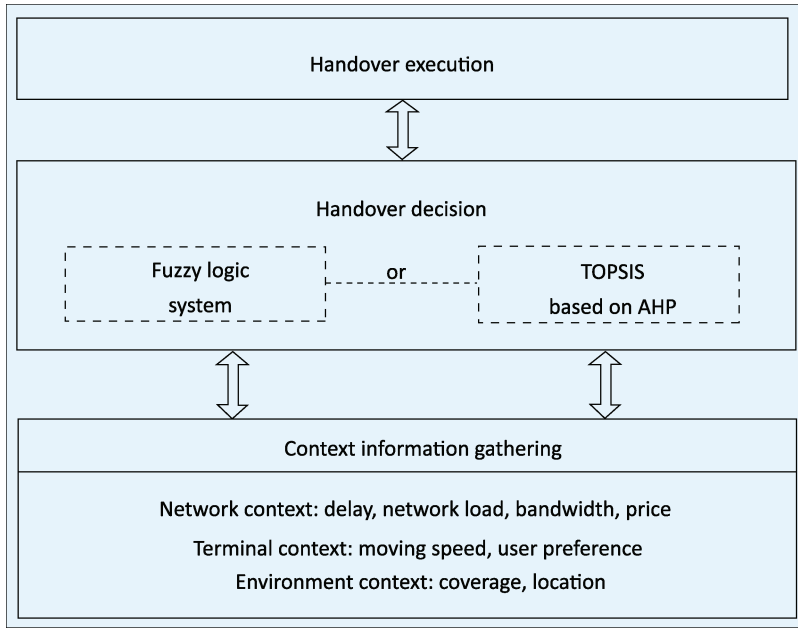 Handover execution
Handover decision
Fuzzy logic
system
or
TOPSIS
based on AHP
Context information gathering
Network context: delay, network load, bandwidth, price
Terminal context: moving speed, user preference
Environment context: coverage, location